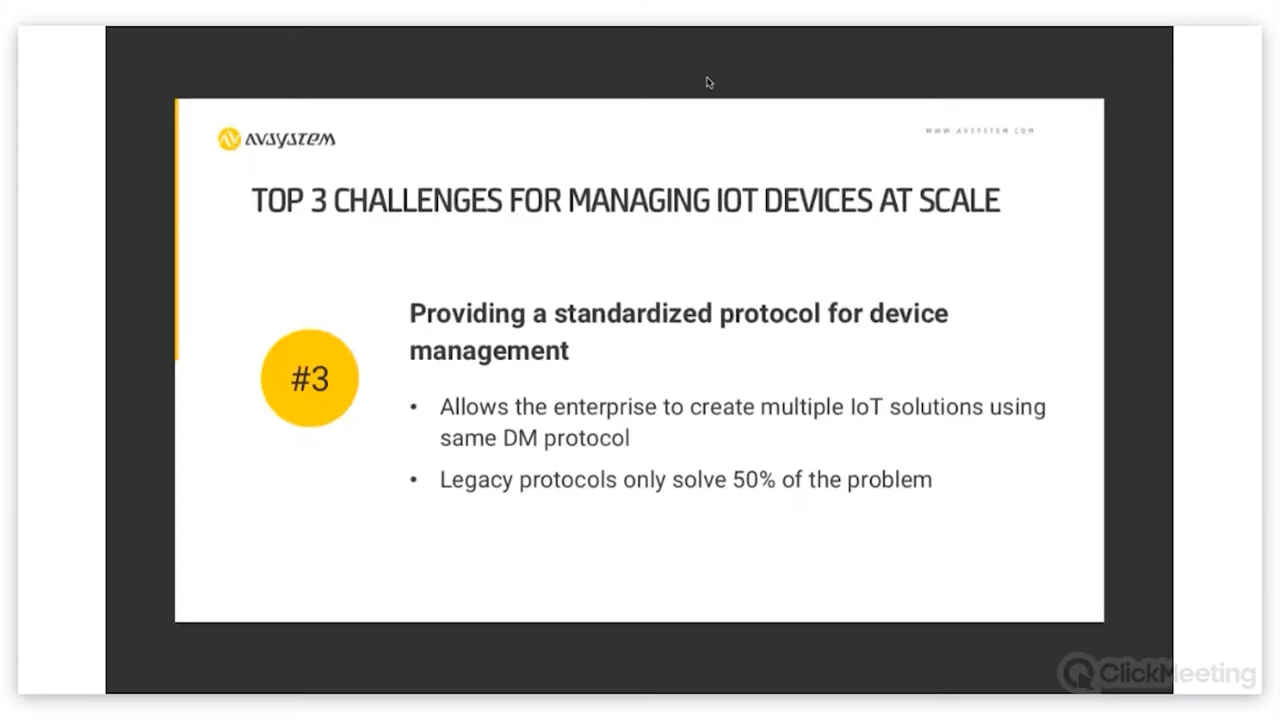 AVSYSTEM
WWW.AVSYSTEM.COM
TOP 3 CHALLENGES FOR MANAGING IOT DEVICES AT SCALE
Providing a standardized protocol for device
management
#3
• Allows the enterprise to create multiple IoT solutions using
same DM protocol
• Legacy protocols only solve 50% of the problem
ClickMeeting